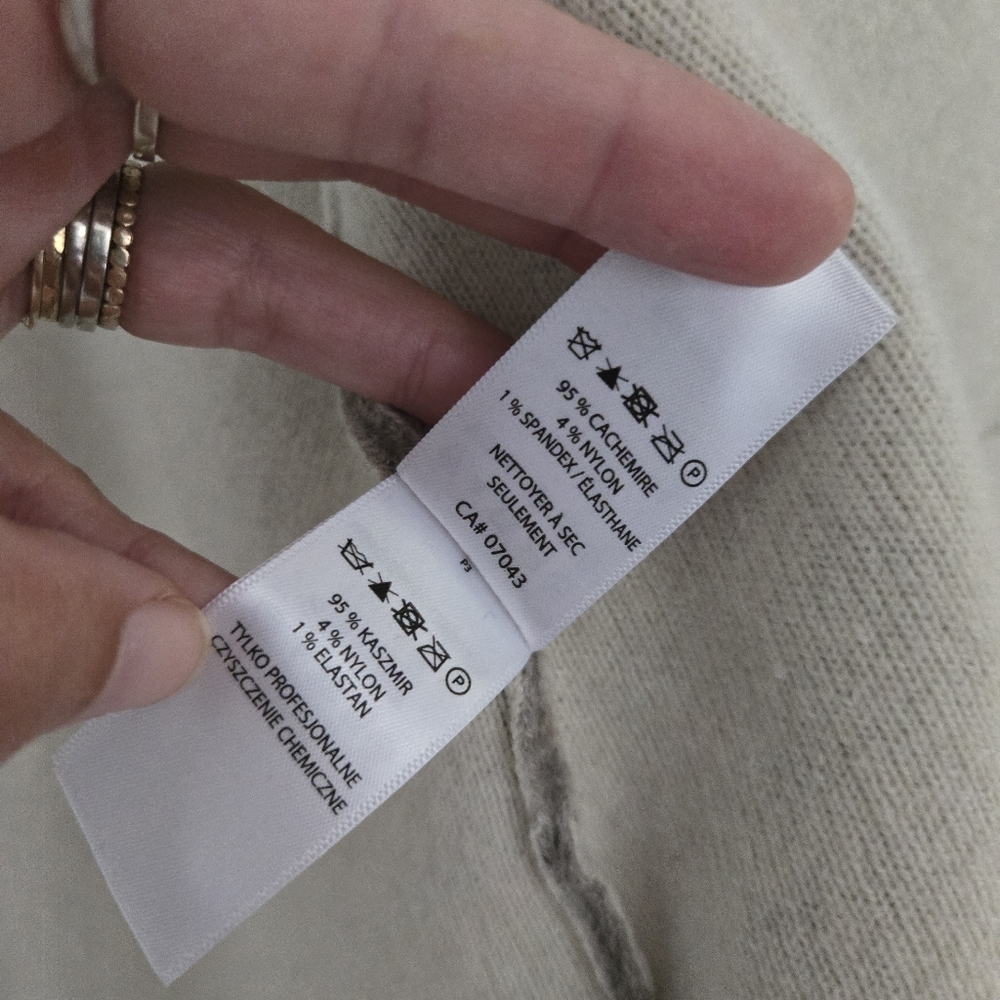 95 % CACHEMIRE
4 % NYLON
1 % SPANDEX / ÉLASTHANE
NETTOYER À SEC
SEULEMENT
CA# 07043
P3
95 % KASZMIR
4 % NYLON
1 % ELASTAN
TYLKO PROFESJONALNE
CZYSZCZENIE CHEMICZNE
P
P